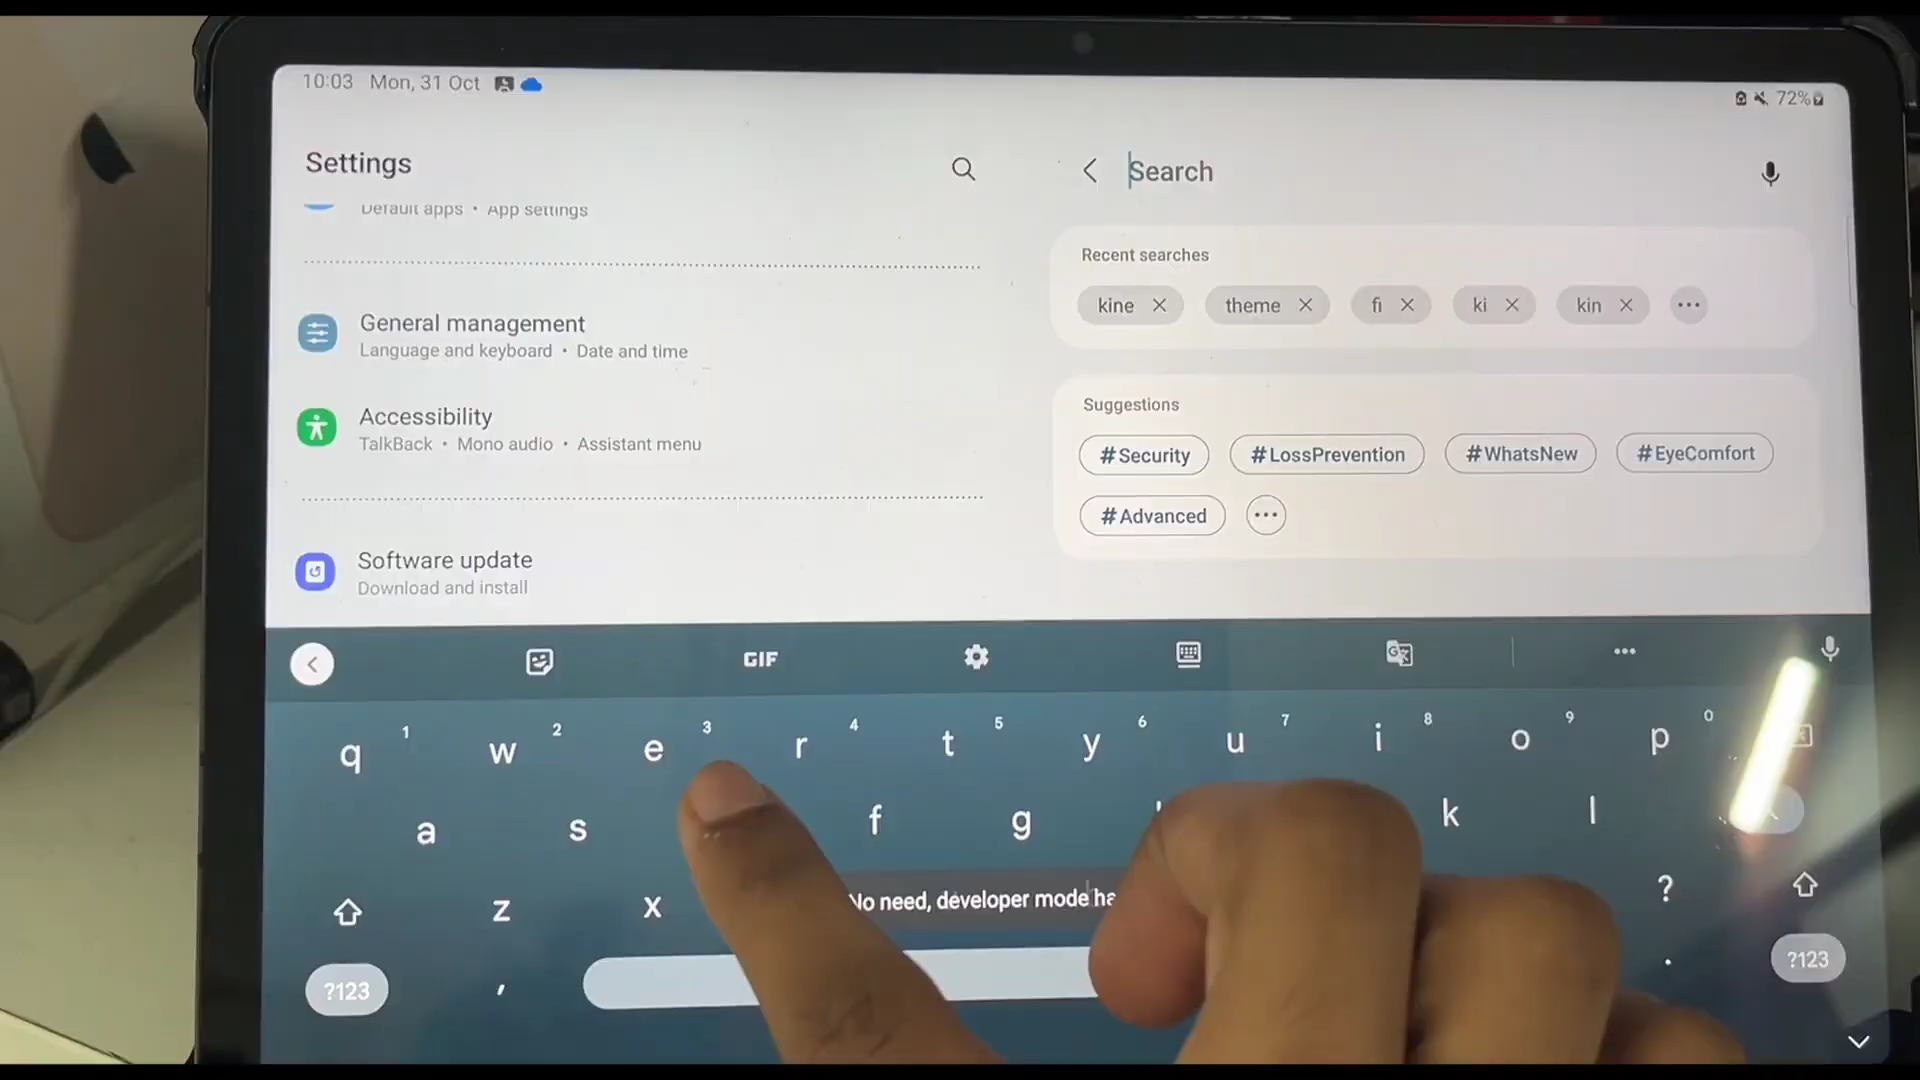 10:03 Mon, 31 Oct
72%
Settings
Search
Default apps • App settings
Recent searches
kine
theme
fi
ki
kin
General management
Language and keyboard • Date and time
Accessibility
TalkBack • Mono audio • Assistant menu
Suggestions
#Security
#LossPrevention
#WhatsNew
#EyeComfort
#Advanced
Software update
Download and install
GIF
q 1 w 2 e 3 r 4 t 5 y 6 u 7 i 8 o 9 p 0
a s f g k l
z x ?
No need, developer mode
?123 , . ?123